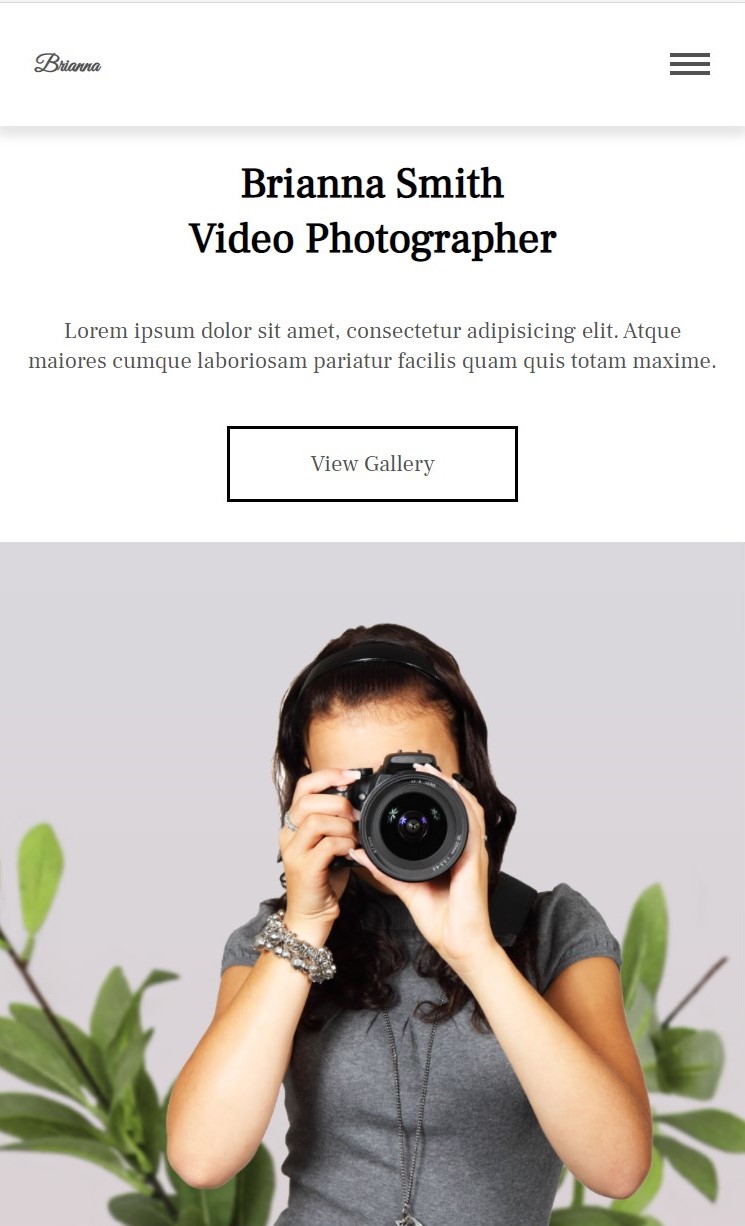 Brianna
Brianna Smith
Video Photographer
Lorem ipsum dolor sit amet, consectetur adipisicing elit. Atque
maiores cumque laboriosam pariatur facilis quam quis totam maxime.
View Gallery